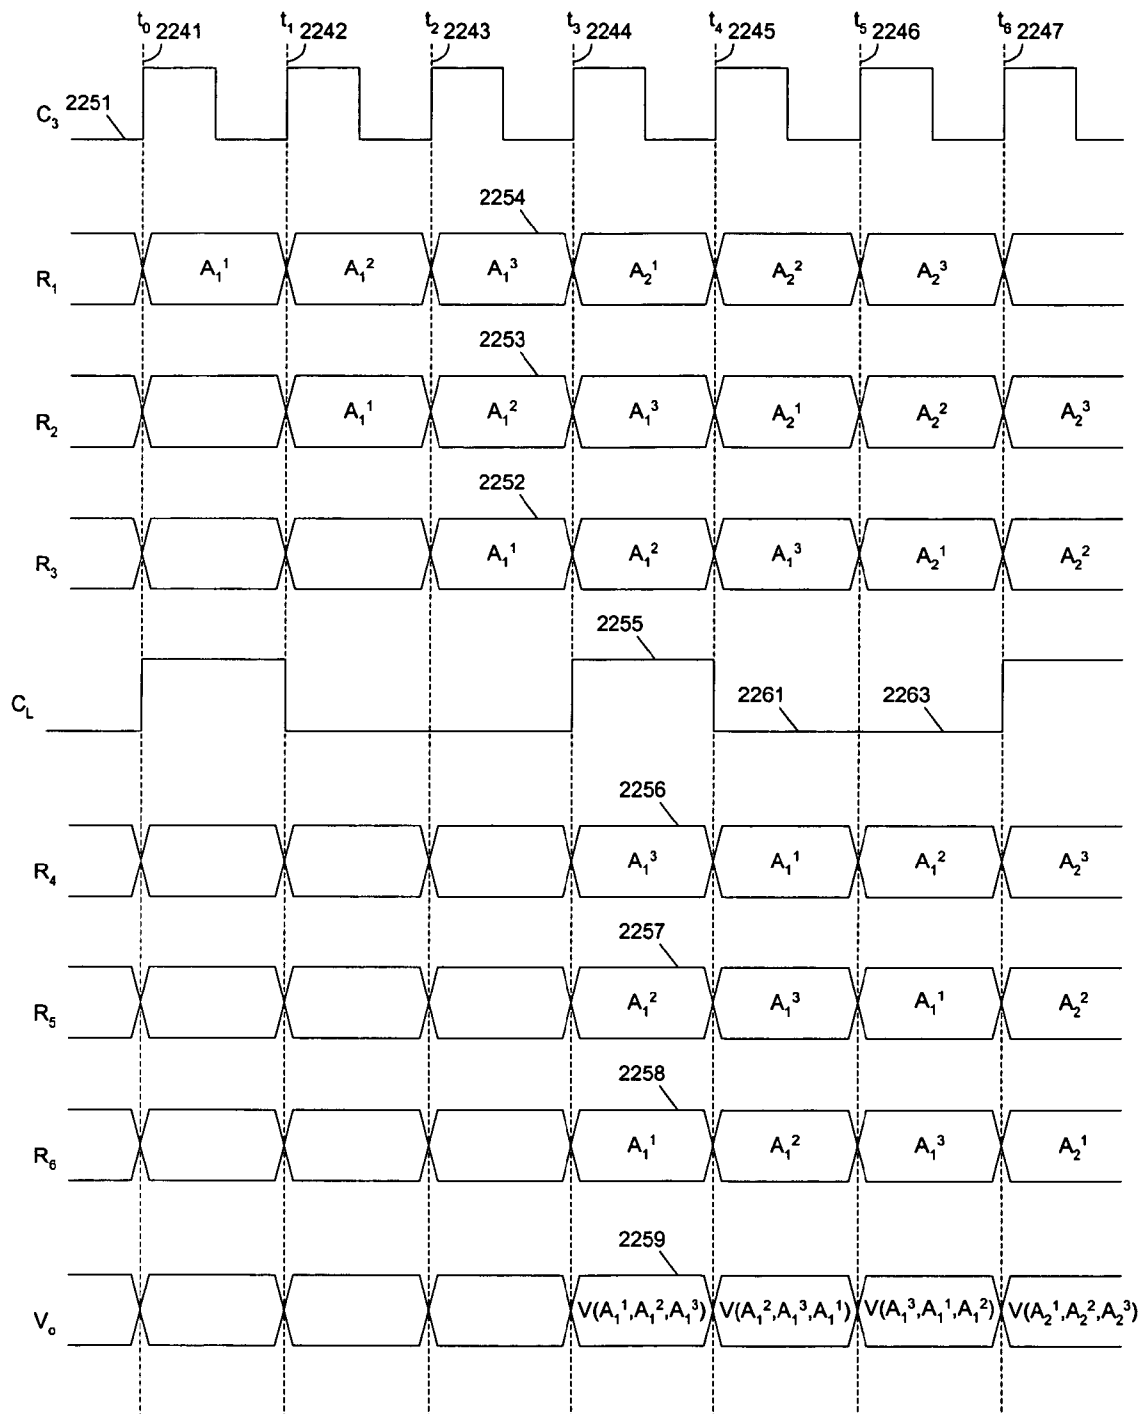 t₀ t₁ t₂ t₃ t₄ t₅ t₆
2241 2242 2243 2244 2245 2246 2247
2251
C₃
2254
R₁ A₁¹ A₁² A₁³ A₂¹ A₂² A₂³
2253
R₂ A₁¹ A₁² A₁³ A₂¹ A₂² A₂³
2252
R₃ A₁¹ A₁² A₁³ A₂¹ A₂²
2255
C_L 2261 2263
2256
R₄ A₁³ A₁¹ A₁² A₂³
2257
R₅ A₁² A₁³ A₁¹ A₂²
2258
R₆ A₁¹ A₁² A₁³ A₂¹
2259
Vₒ V(A₁¹,A₁²,A₁³) V(A₁²,A₁³,A₁¹) V(A₁³,A₁¹,A₁²) V(A₂¹,A₂²,A₂³)